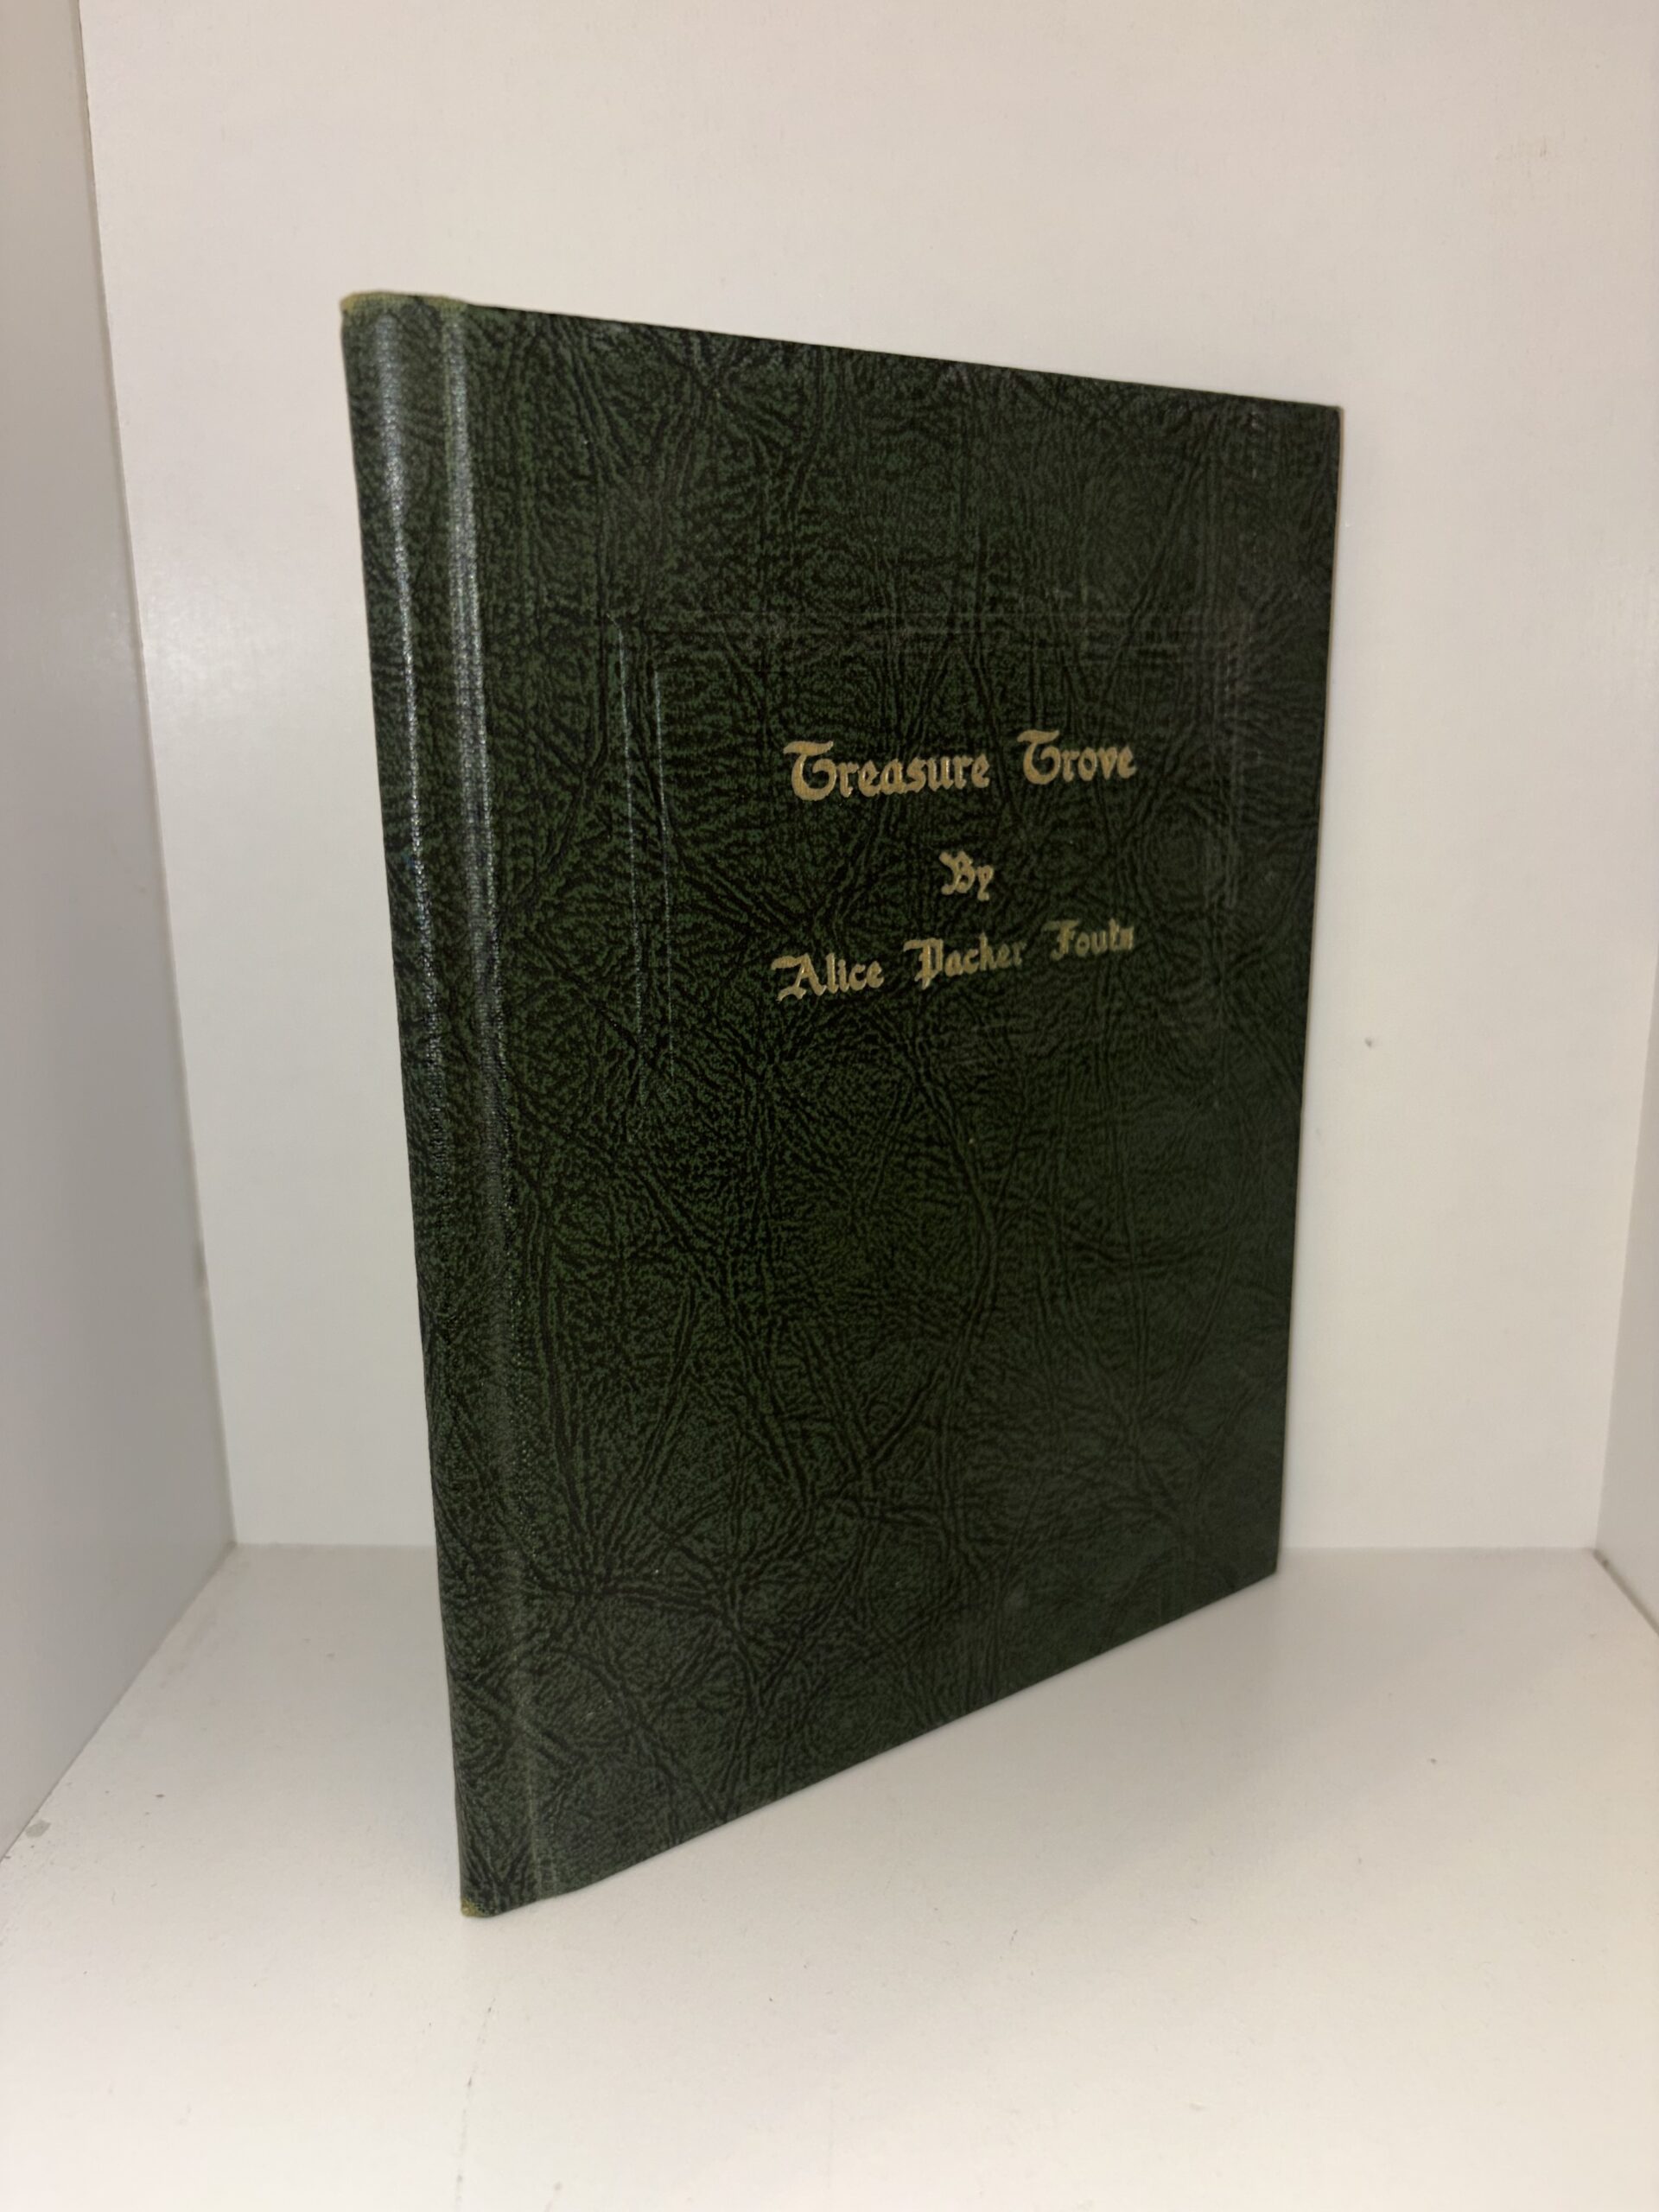 Treasure Trove
By
Alice Packer Fouts